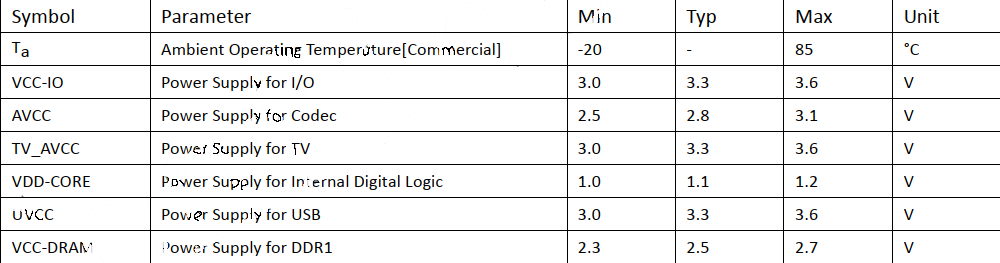 Symbol Parameter Min Typ Max Unit
Ta Ambient Operating Temperature[Commercial] -20 - 85 °C
VCC-IO Power Supply for I/O 3.0 3.3 3.6 V
AVCC Power Supply for Codec 2.5 2.8 3.1 V
TV_AVCC Power Supply for TV 3.0 3.3 3.6 V
VDD-CORE Power Supply for Internal Digital Logic 1.0 1.1 1.2 V
UVCC Power Supply for USB 3.0 3.3 3.6 V
VCC-DRAM Power Supply for DDR1 2.3 2.5 2.7 V